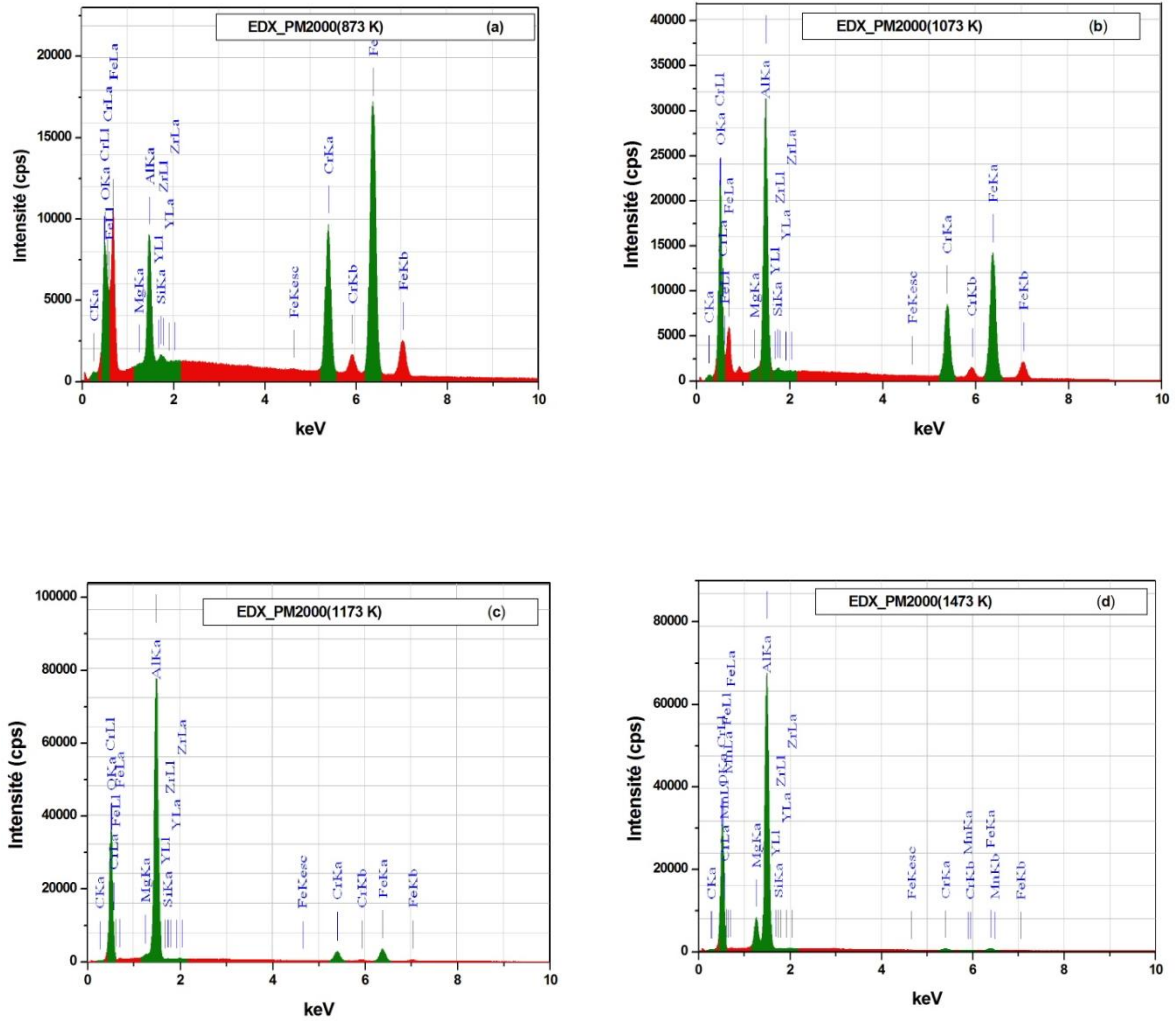 EDX_PM2000(873 K) (a)
Intensité (cps)
20000
15000
10000
5000
0
CKa
FeLl
OKa
CrLl
CrLa
FeLa
MgKa
AlKa
SiKa
YLl
ZrLl
YLa
ZrLa
FeKesc
CrKa
CrKb
FeKb
0 2 4 6 8 10
keV
EDX_PM2000(1073 K) (b)
Intensité (cps)
40000
35000
30000
25000
20000
15000
10000
5000
0
CKa
OKa
CrLl
FeLl
CrLa
FeLa
MgKa
AlKa
SiKa
YLl
ZrLl
YLa
ZrLa
FeKesc
CrKa
CrKb
FeKa
FeKb
0 2 4 6 8 10
keV
EDX_PM2000(1173 K) (c)
Intensité (cps)
100000
80000
60000
40000
20000
0
CKa
OKa
CrLl
CrLa
FeLl
FeLa
MgKa
AlKa
SiKa
YLl
ZrLl
YLa
ZrLa
FeKesc
CrKa
CrKb
FeKa
FeKb
0 2 4 6 8 10
keV
EDX_PM2000(1473 K) (d)
Intensité (cps)
80000
60000
40000
20000
0
CKa
OKa
CrLl
CrLa
MnLl
MnLa
FeLl
FeLa
MgKa
AlKa
SiKa
YLl
ZrLl
YLa
ZrLa
FeKesc
CrKa
CrKb
MnKa
MnKb
FeKa
FeKb
0 2 4 6 8 10
keV